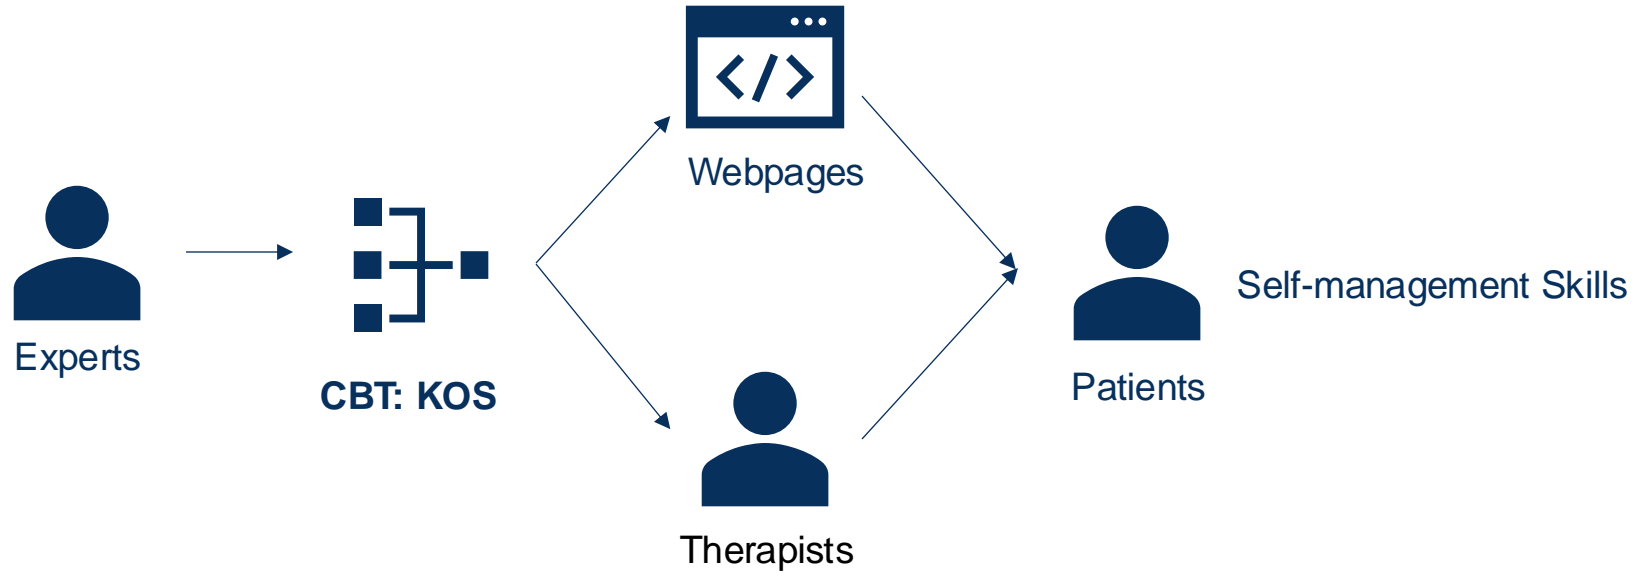 Webpages
Experts
CBT: KOS
Therapists
Patients
Self-management Skills